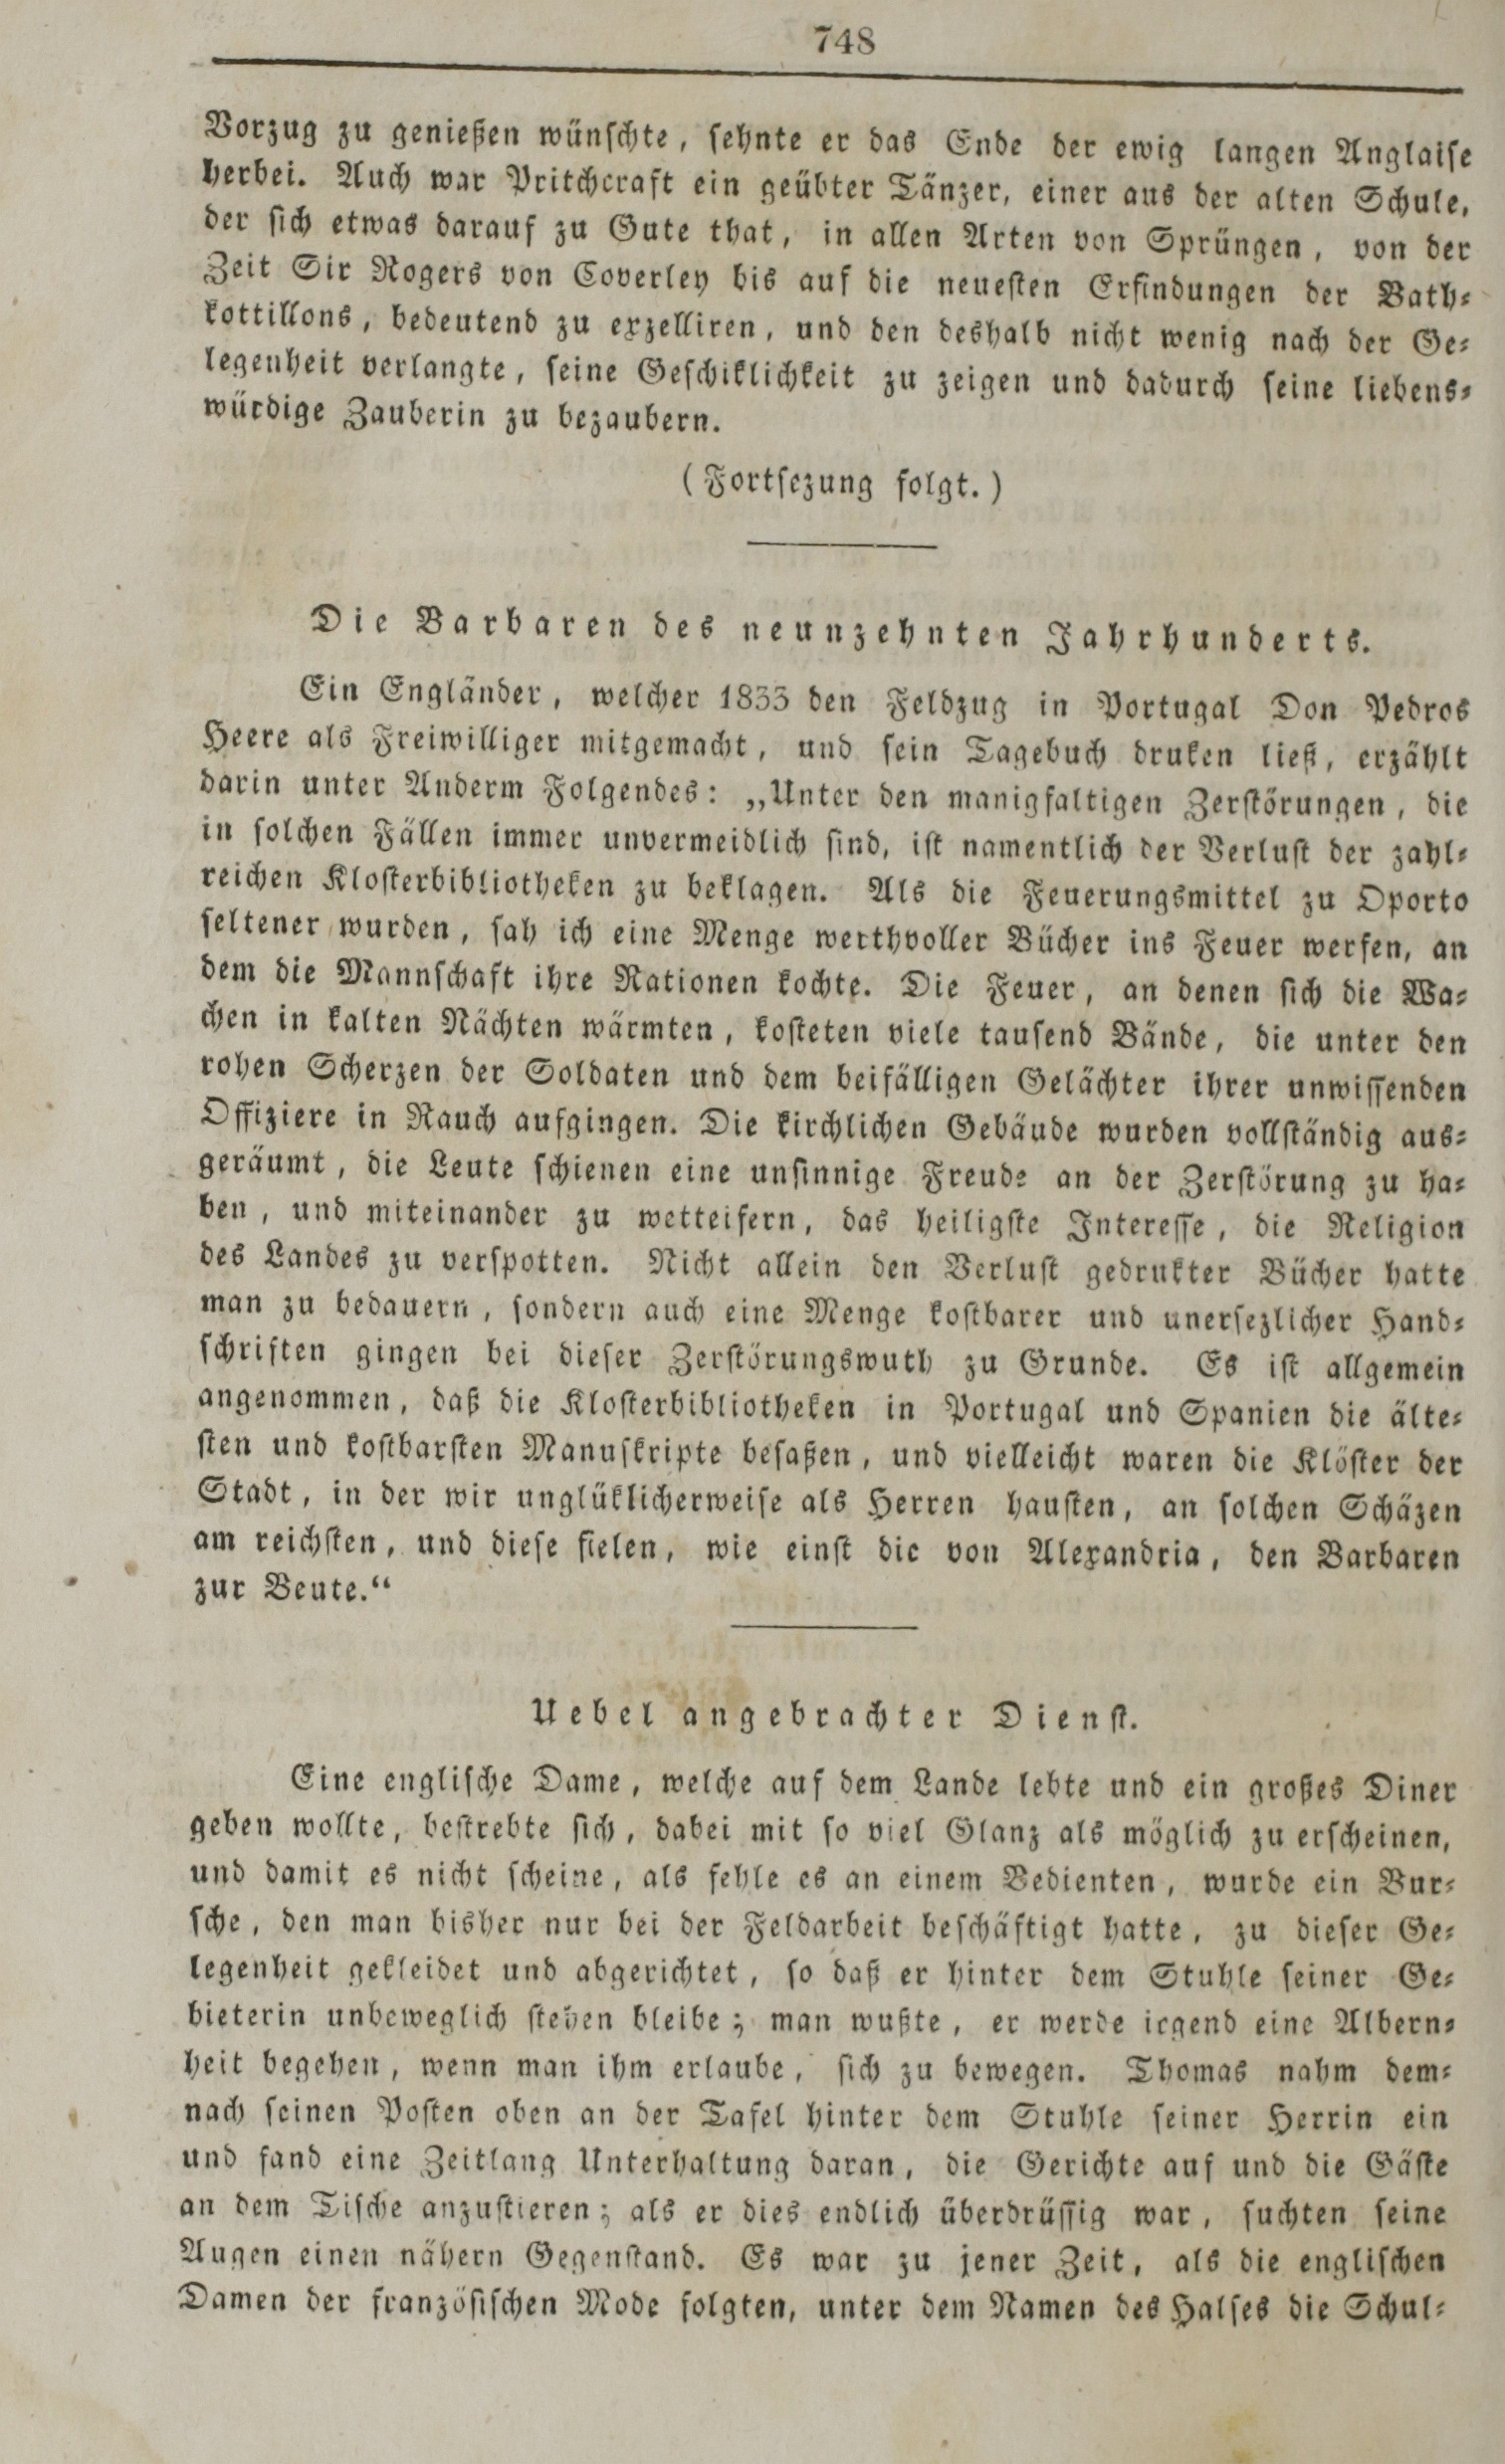 748
Vorzug zu genießen wünschte, sehnte er das Ende der ewig langen Anglaise
herbei. Auch war Pritchcraft ein geübter Tänzer, einer aus der alten Schule,
der sich etwas darauf zu Gute that, in allen Arten von Sprüngen, von der
Zeit Sir Rogers von Coverley bis auf die neuesten Erfindungen der Bath-
kottillons, bedeutend zu exzelliren, und den deshalb nicht wenig nach der Ge-
legenheit verlangte, seine Geschiklichkeit zu zeigen und dadurch seine liebens-
würdige Zauberin zu bezaubern.
(Fortsezung folgt.)
Die Barbaren des neunzehnten Jahrhunderts.
Ein Engländer, welcher 1833 den Feldzug in Portugal Don Pedros
Heere als Freiwilliger mitgemacht, und sein Tagebuch druken ließ, erzählt
darin unter Anderm Folgendes: „Unter den manigfaltigen Zerstörungen, die
in solchen Fällen immer unvermeidlich sind, ist namentlich der Verlust der zahl-
reichen Klosterbibliotheken zu beklagen. Als die Feuerungsmittel zu Oporto
seltener wurden, sah ich eine Menge werthvoller Bücher ins Feuer werfen, an
dem die Mannschaft ihre Rationen kochte. Die Feuer, an denen sich die Wa-
chen in kalten Nächten wärmten, kosteten viele tausend Bände, die unter den
rohen Scherzen der Soldaten und dem beifälligen Gelächter ihrer unwissenden
Offiziere in Rauch aufgingen. Die kirchlichen Gebäude wurden vollständig aus-
geräumt, die Leute schienen eine unsinnige Freude an der Zerstörung zu ha-
ben, und miteinander zu wetteifern, das heiligste Interesse, die Religion
des Landes zu verspotten. Nicht allein den Verlust gedrukter Bücher hatte
man zu bedauern, sondern auch eine Menge kostbarer und unersezlicher Hand-
schriften gingen bei dieser Zerstörungswuth zu Grunde. Es ist allgemein
angenommen, daß die Klosterbibliotheken in Portugal und Spanien die älte-
sten und kostbarsten Manuskripte besaßen, und vielleicht waren die Klöster der
Stadt, in der wir unglüklicherweise als Herren hausten, an solchen Schäzen
am reichsten, und diese fielen, wie einst die von Alexandria, den Barbaren
zur Beute.“
Uebel angebrachter Dienst.
Eine englische Dame, welche auf dem Lande lebte und ein großes Diner
geben wollte, bestrebte sich, dabei mit so viel Glanz als möglich zu erscheinen,
und damit es nicht scheine, als fehle es an einem Bedienten, wurde ein Bur-
sche, den man bisher nur bei der Feldarbeit beschäftigt hatte, zu dieser Ge-
legenheit gekleidet und abgerichtet, so daß er hinter dem Stuhle seiner Ge-
bieterin unbeweglich stehen bleibe; man wußte, er werde irgend eine Albern-
heit begehen, wenn man ihm erlaube, sich zu bewegen. Thomas nahm dem-
nach seinen Posten oben an der Tafel hinter dem Stuhle seiner Herrin ein
und fand eine Zeitlang Unterhaltung daran, die Gerichte auf und die Gäste
an dem Tische anzustieren; als er dies endlich überdrüssig war, suchten seine
Augen einen nähern Gegenstand. Es war zu jener Zeit, als die englischen
Damen der französischen Mode folgten, unter dem Namen des Halses die Schul-